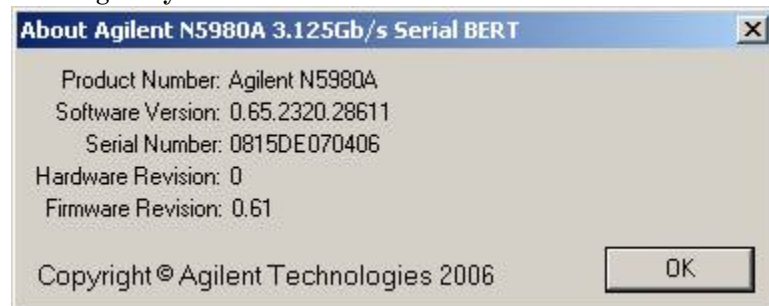 About Agilent N5980A 3.125Gb/s Serial BERT
Product Number: Agilent N5980A
Software Version: 0.65.2320.28611
Serial Number: 0815DE070406
Hardware Revision: 0
Firmware Revision: 0.61
Copyright © Agilent Technologies 2006
OK